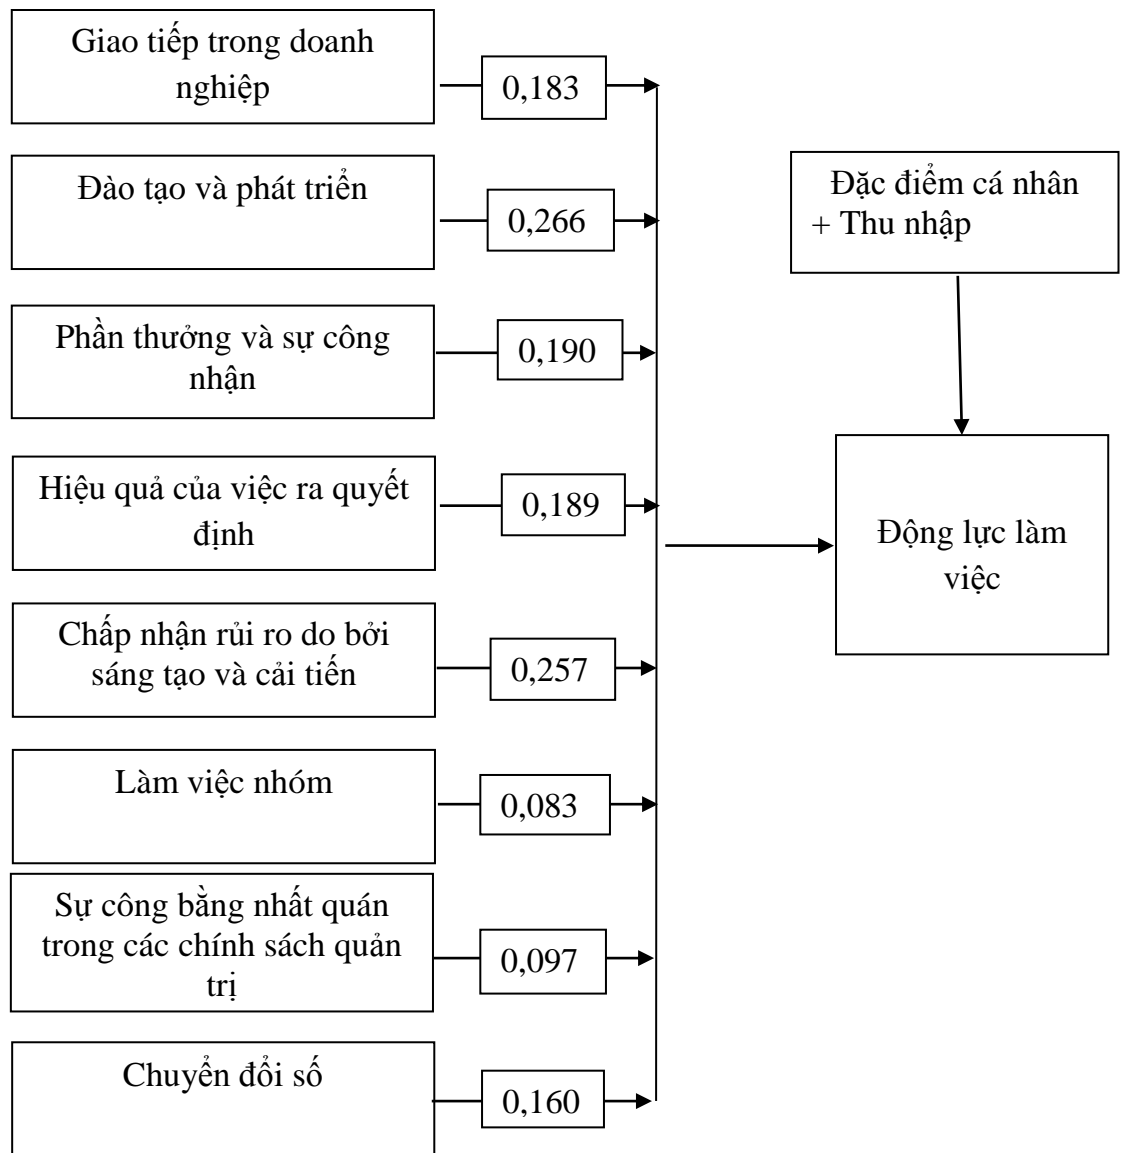 Giao tiếp trong doanh
nghiệp
0,183
Đào tạo và phát triển
0,266
Đặc điểm cá nhân
+ Thu nhập
Phần thưởng và sự công
nhận
0,190
Hiệu quả của việc ra quyết
định
0,189
Động lực làm
việc
Chấp nhận rủi ro do bởi
sáng tạo và cải tiến
0,257
Làm việc nhóm
0,083
Sự công bằng nhất quán
trong các chính sách quản
trị
0,097
Chuyển đổi số
0,160